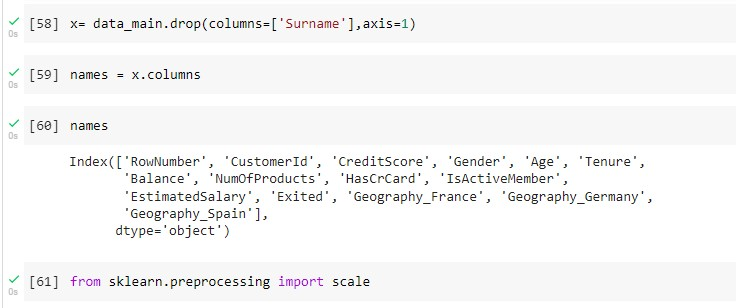 [58] x= data_main.drop(columns=['Surname'],axis=1)
0s
[59] names = x.columns
0s
[60] names
0s
Index(['RowNumber', 'CustomerId', 'CreditScore', 'Gender', 'Age', 'Tenure',
'Balance', 'NumOfProducts', 'HasCrCard', 'IsActiveMember',
'EstimatedSalary', 'Exited', 'Geography_France', 'Geography_Germany',
'Geography_Spain'],
dtype='object')
[61] from sklearn.preprocessing import scale
0s